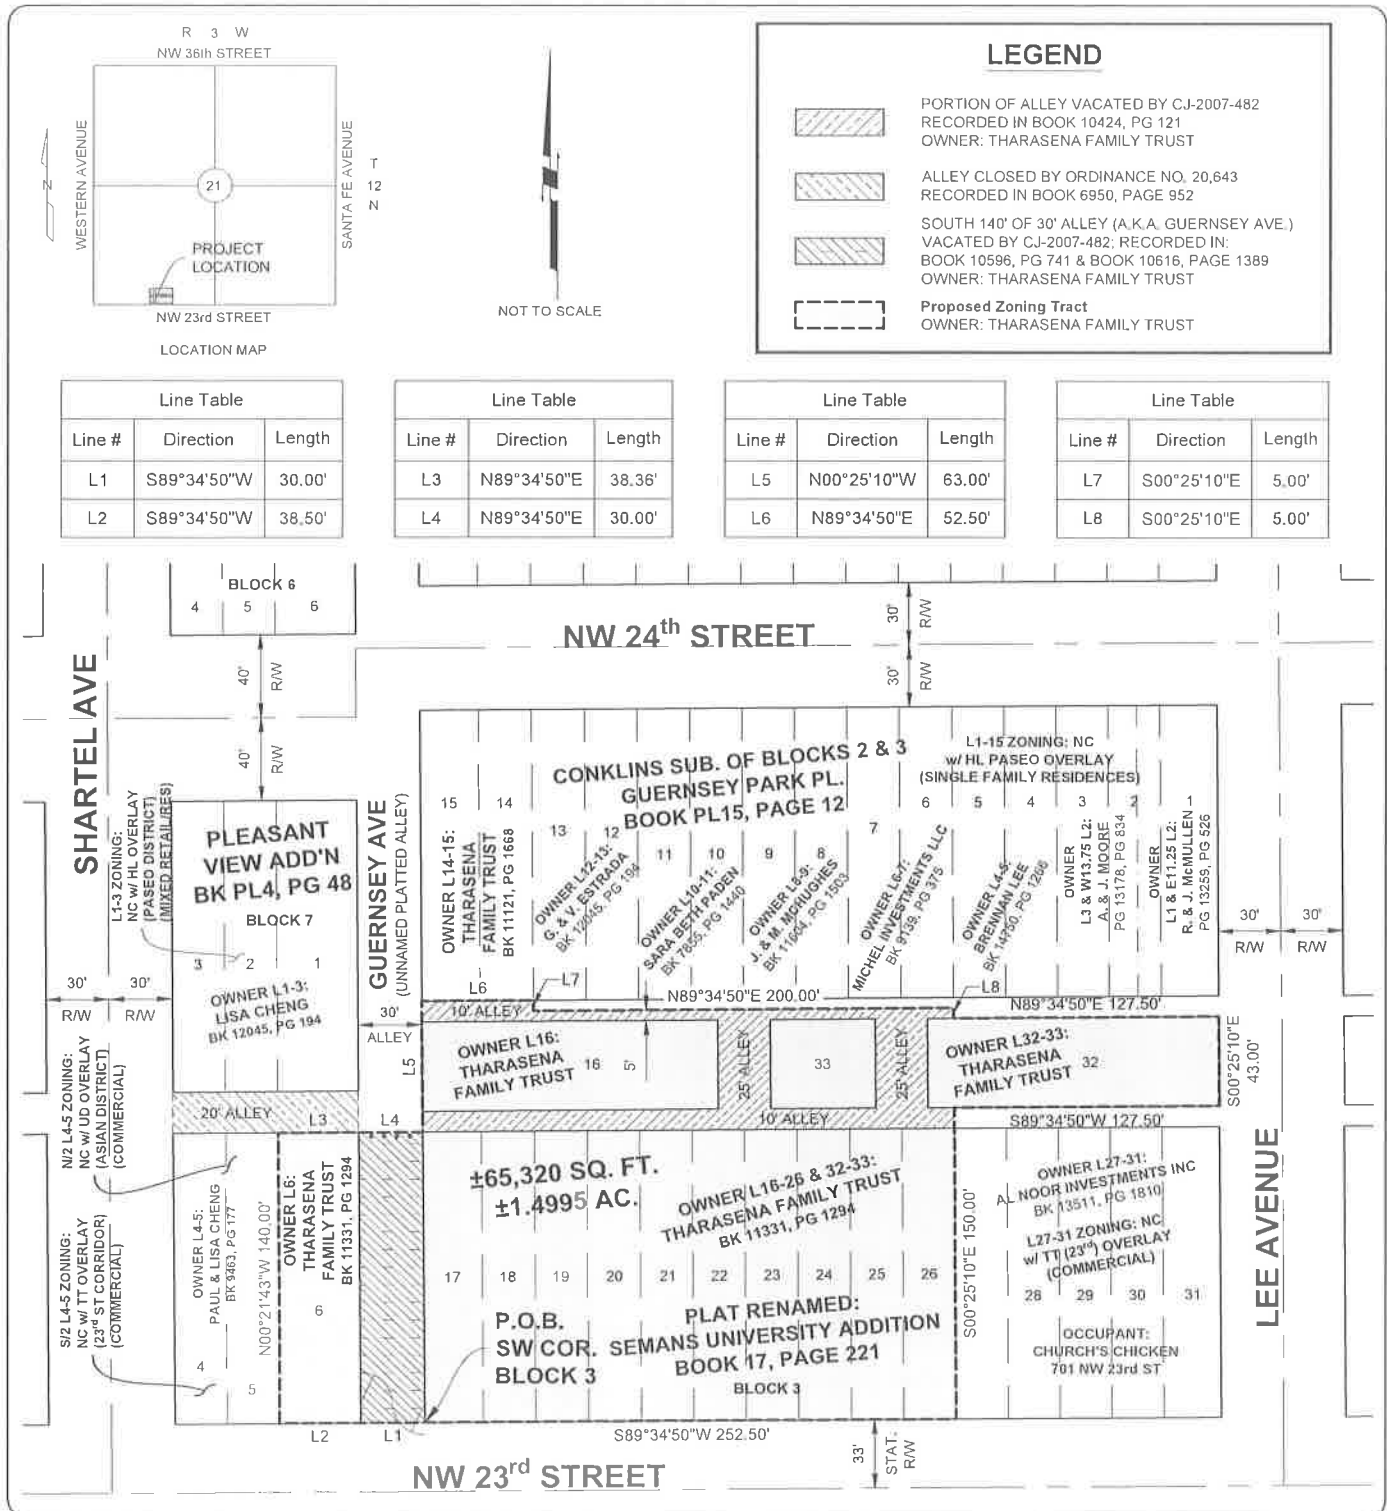 R 3 W
NW 36th STREET
WESTERN AVENUE
SANTA FE AVENUE
T
12
N
21
N
PROJECT
LOCATION
NW 23rd STREET
LOCATION MAP
NOT TO SCALE
LEGEND
PORTION OF ALLEY VACATED BY CJ-2007-482
RECORDED IN BOOK 10424, PG 121
OWNER: THARASENA FAMILY TRUST
ALLEY CLOSED BY ORDINANCE NO. 20,643
RECORDED IN BOOK 6950, PAGE 952
SOUTH 140' OF 30' ALLEY (A.K.A. GUERNSEY AVE.)
VACATED BY CJ-2007-482; RECORDED IN:
BOOK 10596, PG 741 & BOOK 10616, PAGE 1389
OWNER: THARASENA FAMILY TRUST
Proposed Zoning Tract
OWNER: THARASENA FAMILY TRUST
Line Table
Line # Direction Length
L1 S89°34'50"W 30.00'
L2 S89°34'50"W 38.50'
Line Table
Line # Direction Length
L3 N89°34'50"E 38.36'
L4 N89°34'50"E 30.00'
Line Table
Line # Direction Length
L5 N00°25'10"W 63.00'
L6 N89°34'50"E 52.50'
Line Table
Line # Direction Length
L7 S00°25'10"E 5.00'
L8 S00°25'10"E 5.00'
BLOCK 6
4 5 6
NW 24th STREET
30'
R/W
30'
R/W
40'
R/W
40'
R/W
SHARTEL AVE
L1-3 ZONING:
NC w/ HL OVERLAY
(PASEO DISTRICT)
(MIXED RETAIL/RES)
PLEASANT
VIEW ADD'N
BK PL4, PG 48
BLOCK 7
3 2 1
OWNER L1-3:
LISA CHENG
BK 12045, PG 194
30' 30'
R/W R/W
GUERNSEY AVE
(UNNAMED PLATTED ALLEY)
30'
ALLEY
CONKLINS SUB. OF BLOCKS 2 & 3
GUERNSEY PARK PL.
BOOK PL15, PAGE 12
L1-15 ZONING: NC
w/ HL PASEO OVERLAY
(SINGLE FAMILY RESIDENCES)
15 14 13 12 11 10 9 8 7 6 5 4 3 2 1
OWNER L14-15:
THARASENA
FAMILY TRUST
BK 11121, PG 1668
OWNER L12-13:
G. & V. ESTRADA
BK 12045, PG 194
OWNER L10-11:
SARA BETH PADEN
BK 7855, PG 1440
OWNER L8-9:
J. & M. MCHUGHES
BK 11604, PG 1503
OWNER L6-7:
MICHEL INVESTMENTS LLC
BK 9139, PG 375
OWNER L4-5:
BRENNAN LEE
BK 14750, PG 1266
OWNER
L3 & W13.75 L2:
A. & J. MOORE
PG 13178, PG 834
OWNER
L1 & E11.25 L2:
R. & J. McMULLEN
PG 13259, PG 526
30' 30'
R/W R/W
L6
L7
L8
N89°34'50"E 200.00'
N89°34'50"E 127.50'
10' ALLEY
L5
OWNER L16:
THARASENA
FAMILY TRUST
16
5'
25' ALLEY
33
25' ALLEY
OWNER L32-33:
THARASENA
FAMILY TRUST
32
S00°25'10"E
43.00'
20' ALLEY
L3
L4
10' ALLEY
S89°34'50"W 127.50'
N/2 L4-5 ZONING:
NC w/ UD OVERLAY
(ASIAN DISTRICT)
(COMMERCIAL)
S/2 L4-5 ZONING:
NC w/ TT OVERLAY
(23rd ST CORRIDOR)
(COMMERCIAL)
OWNER L4-5:
PAUL & LISA CHENG
BK 9463, PG 177
4
5
N00°21'43"W 140.00'
OWNER L6:
THARASENA
FAMILY TRUST
BK 11331, PG 1294
6
±65,320 SQ. FT.
±1.4995 AC.
OWNER L16-26 & 32-33:
THARASENA FAMILY TRUST
BK 11331, PG 1294
17 18 19 20 21 22 23 24 25 26
P.O.B.
SW COR.
BLOCK 3
PLAT RENAMED:
SEMANS UNIVERSITY ADDITION
BOOK 17, PAGE 221
BLOCK 3
S00°25'10"E 150.00'
OWNER L27-31:
AL NOOR INVESTMENTS INC
BK 13511, PG 1810
L27-31 ZONING: NC
w/ TT (23rd) OVERLAY
(COMMERCIAL)
28 29 30 31
OCCUPANT:
CHURCH'S CHICKEN
701 NW 23rd ST
LEE AVENUE
L2
L1
S89°34'50"W 252.50'
33'
STAT.
R/W
NW 23rd STREET